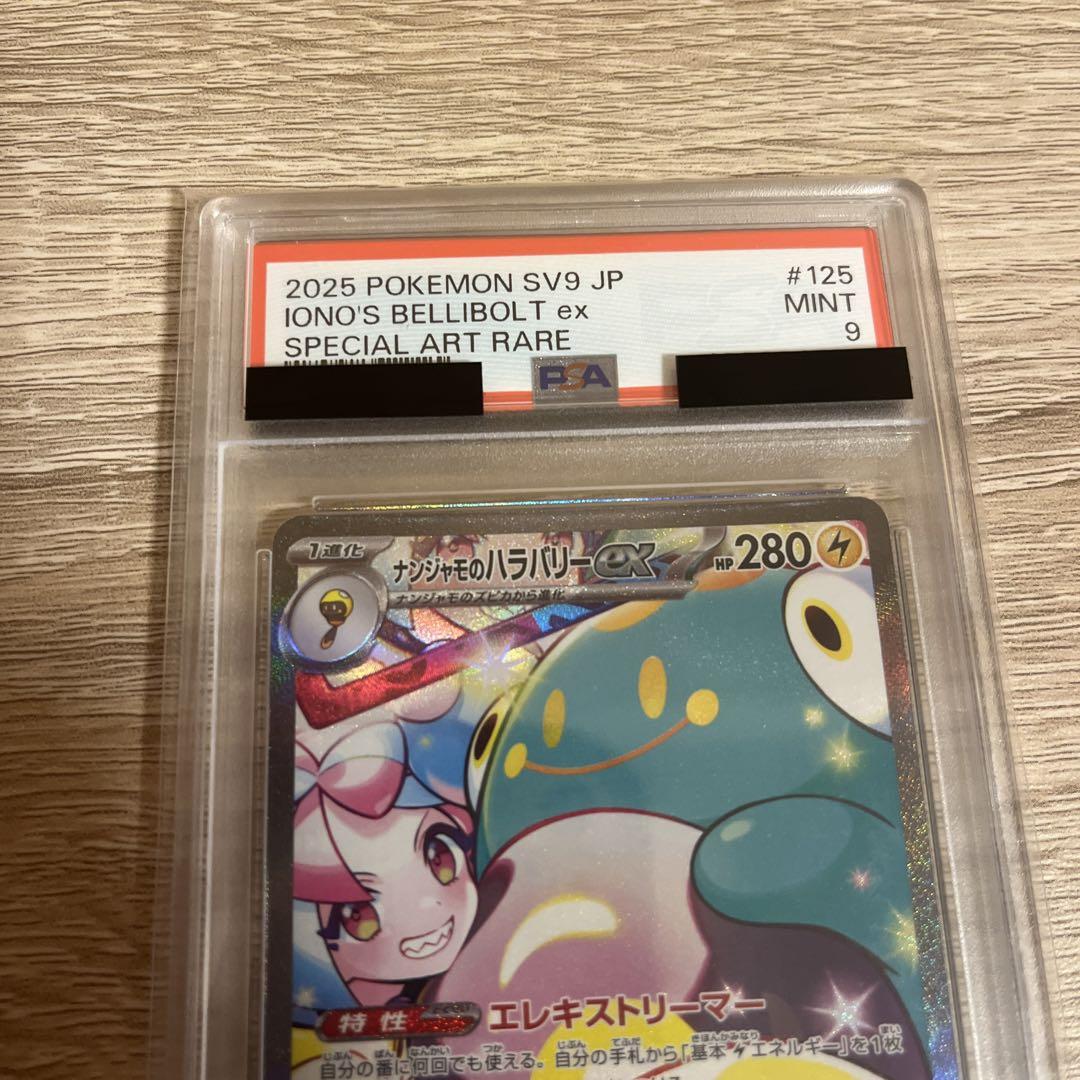 2025 POKEMON SV9 JP
#125
IONO'S BELLIBOLT ex
MINT
SPECIAL ART RARE
9
PSA
1進化
ナンジャモのハラバリーex
HP280
ナンジャモのズピカから進化
特性
エレキストリーマー
自分の番に何回でも使える。自分の手札から「基本エネルギー」を1枚